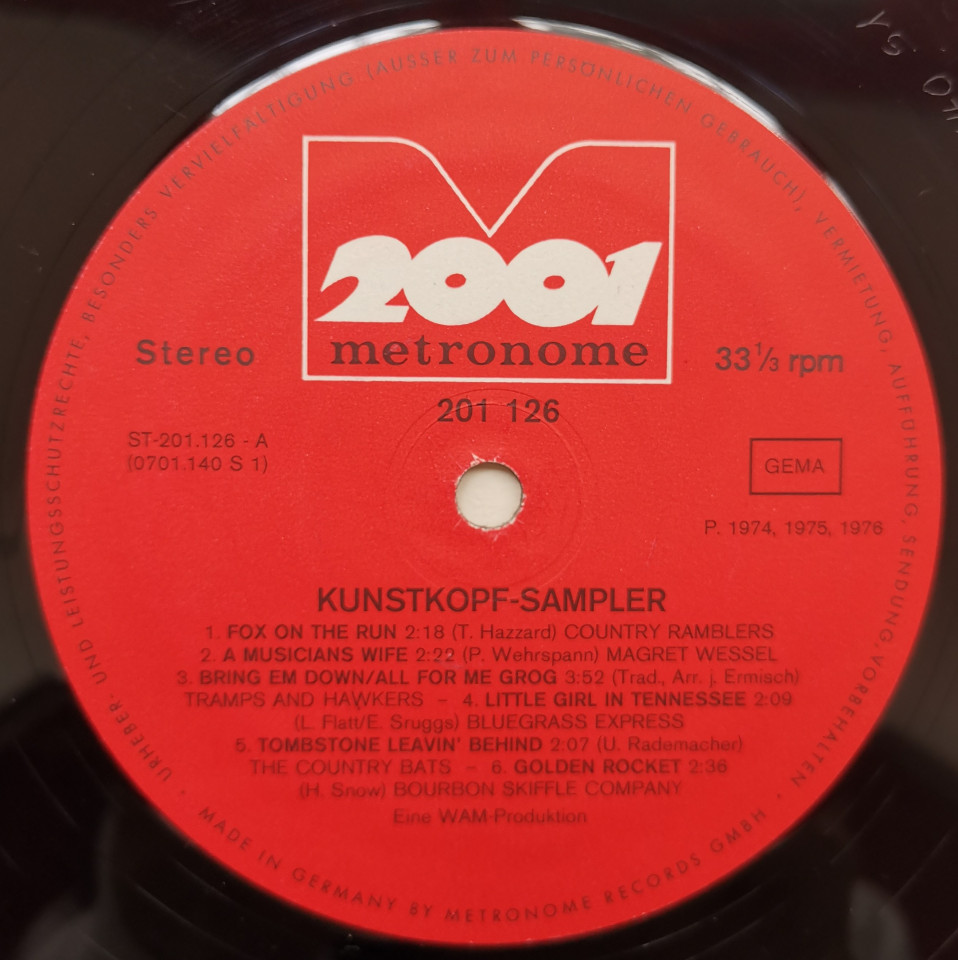 URHEBER- UND LEISTUNGSSCHUTZRECHTE, BESONDERS VERVIELFÄLTIGUNG (AUSSER ZUM PERSÖNLICHEN GEBRAUCH), VERMIETUNG, AUFFÜHRUNG, SENDUNG, VORBEHALTEN
2001
metronome
Stereo
33⅓ rpm
201 126
ST-201.126 - A
(0701.140 S 1)
GEMA
P. 1974, 1975, 1976
KUNSTKOPF-SAMPLER
1. FOX ON THE RUN 2:18 (T. Hazzard) COUNTRY RAMBLERS
2. A MUSICIANS WIFE 2:22 (P. Wehrspann) MAGRET WESSEL
3. BRING EM DOWN/ALL FOR ME GROG 3:52 (Trad., Arr. j. Ermisch)
TRAMPS AND HAWKERS - 4. LITTLE GIRL IN TENNESSEE 2:09
(L. Flatt/E. Sruggs) BLUEGRASS EXPRESS
5. TOMBSTONE LEAVIN' BEHIND 2:07 (U. Rademacher)
THE COUNTRY BATS - 6. GOLDEN ROCKET 2:36
(H. Snow) BOURBON SKIFFLE COMPANY
Eine WAM-Produktion
· MADE IN GERMANY BY METRONOME RECORDS GMBH ·